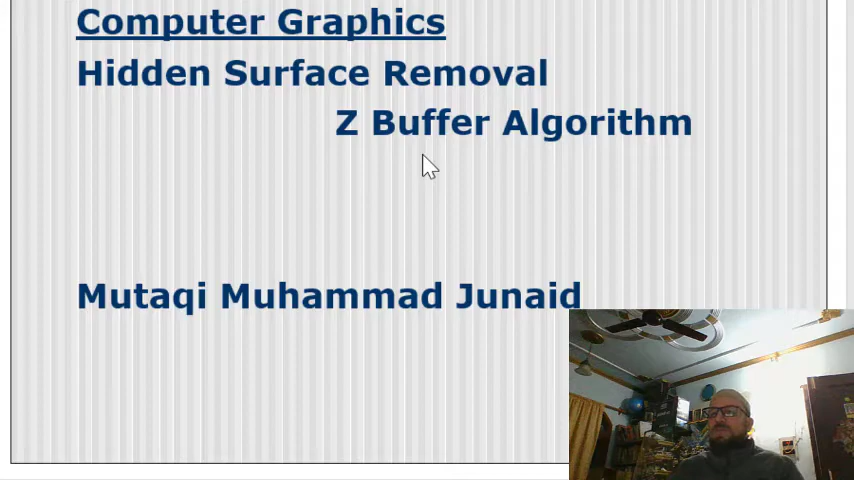 Computer Graphics
Hidden Surface Removal
Z Buffer Algorithm
Mutaqi Muhammad Junaid